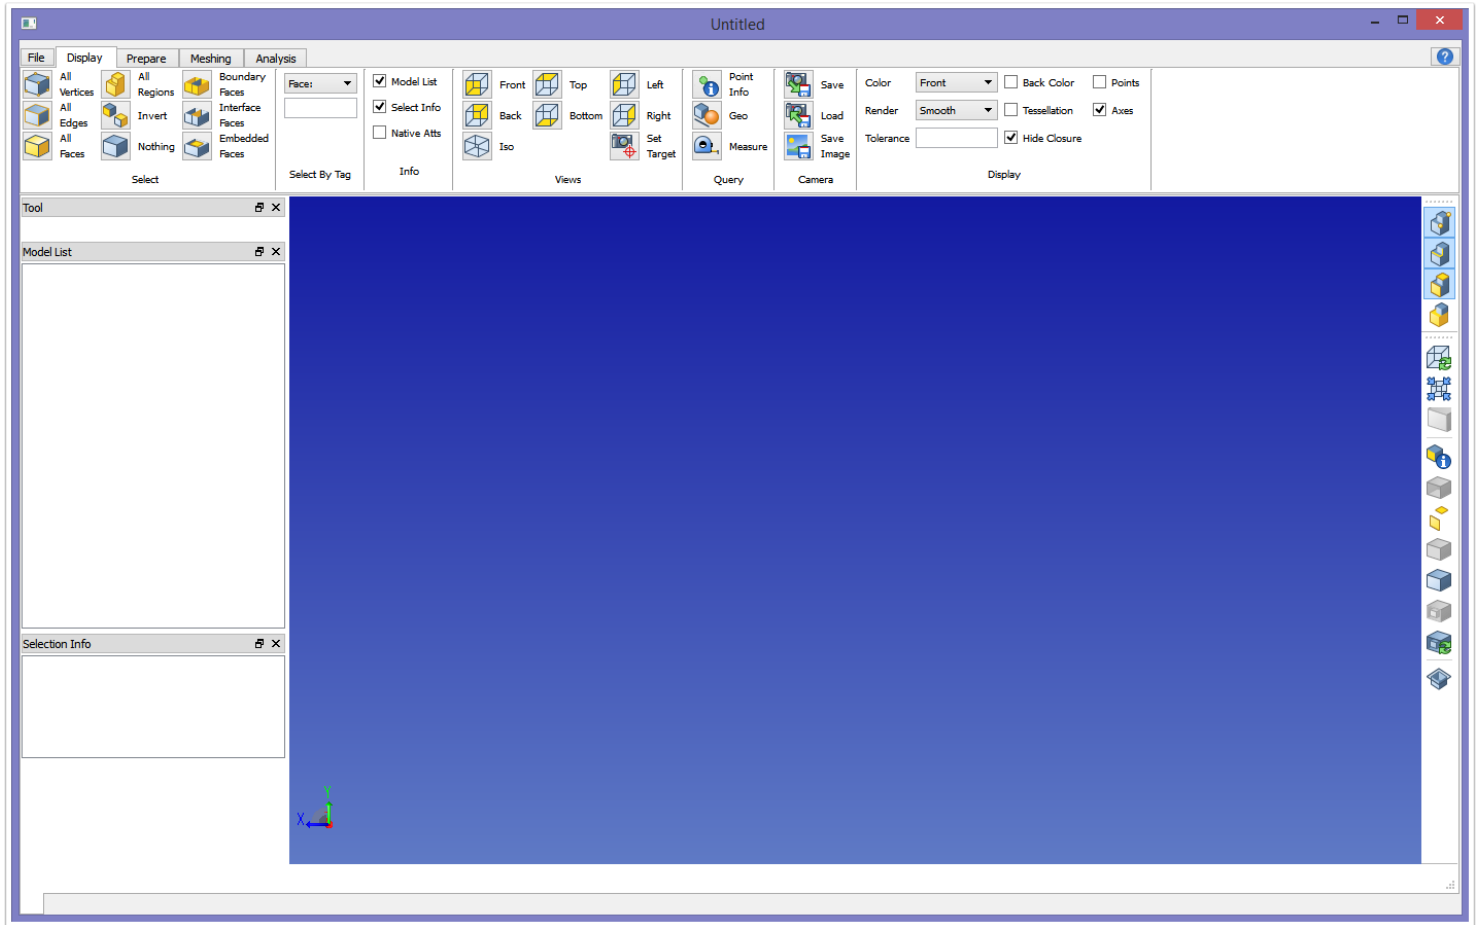 Untitled
File Display Prepare Meshing Analysis
All Vertices
All Regions
Boundary Faces
All Edges
Invert
Interface Faces
All Faces
Nothing
Embedded Faces
Select
Face:
Select By Tag
Model List
Select Info
Native Atts
Info
Front Top Left
Back Bottom Right
Iso Set Target
Views
Point Info
Geo
Measure
Query
Save
Load
Save Image
Camera
Color Front Back Color Points
Render Smooth Tessellation Axes
Tolerance Hide Closure
Display
Tool
Model List
Selection Info
Y
X